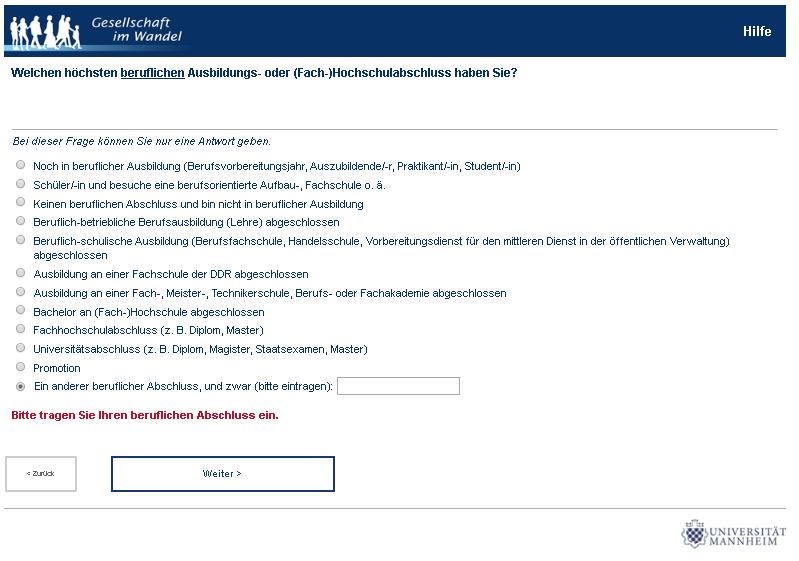 Gesellschaft
im Wandel
Hilfe
Welchen höchsten beruflichen Ausbildungs- oder (Fach-)Hochschulabschluss haben Sie?
Bei dieser Frage können Sie nur eine Antwort geben.
Noch in beruflicher Ausbildung (Berufsvorbereitungsjahr, Auszubildende/-r, Praktikant/-in, Student/-in)
Schüler/-in und besuche eine berufsorientierte Aufbau-, Fachschule o. ä.
Keinen beruflichen Abschluss und bin nicht in beruflicher Ausbildung
Beruflich-betriebliche Berufsausbildung (Lehre) abgeschlossen
Beruflich-schulische Ausbildung (Berufsfachschule, Handelsschule, Vorbereitungsdienst für den mittleren Dienst in der öffentlichen Verwaltung)
abgeschlossen
Ausbildung an einer Fachschule der DDR abgeschlossen
Ausbildung an einer Fach-, Meister-, Technikerschule, Berufs- oder Fachakademie abgeschlossen
Bachelor an (Fach-)Hochschule abgeschlossen
Fachhochschulabschluss (z. B. Diplom, Master)
Universitätsabschluss (z. B. Diplom, Magister, Staatsexamen, Master)
Promotion
Ein anderer beruflicher Abschluss, und zwar (bitte eintragen):
Bitte tragen Sie Ihren beruflichen Abschluss ein.
< Zurück
Weiter >
UNIVERSITÄT
MANNHEIM